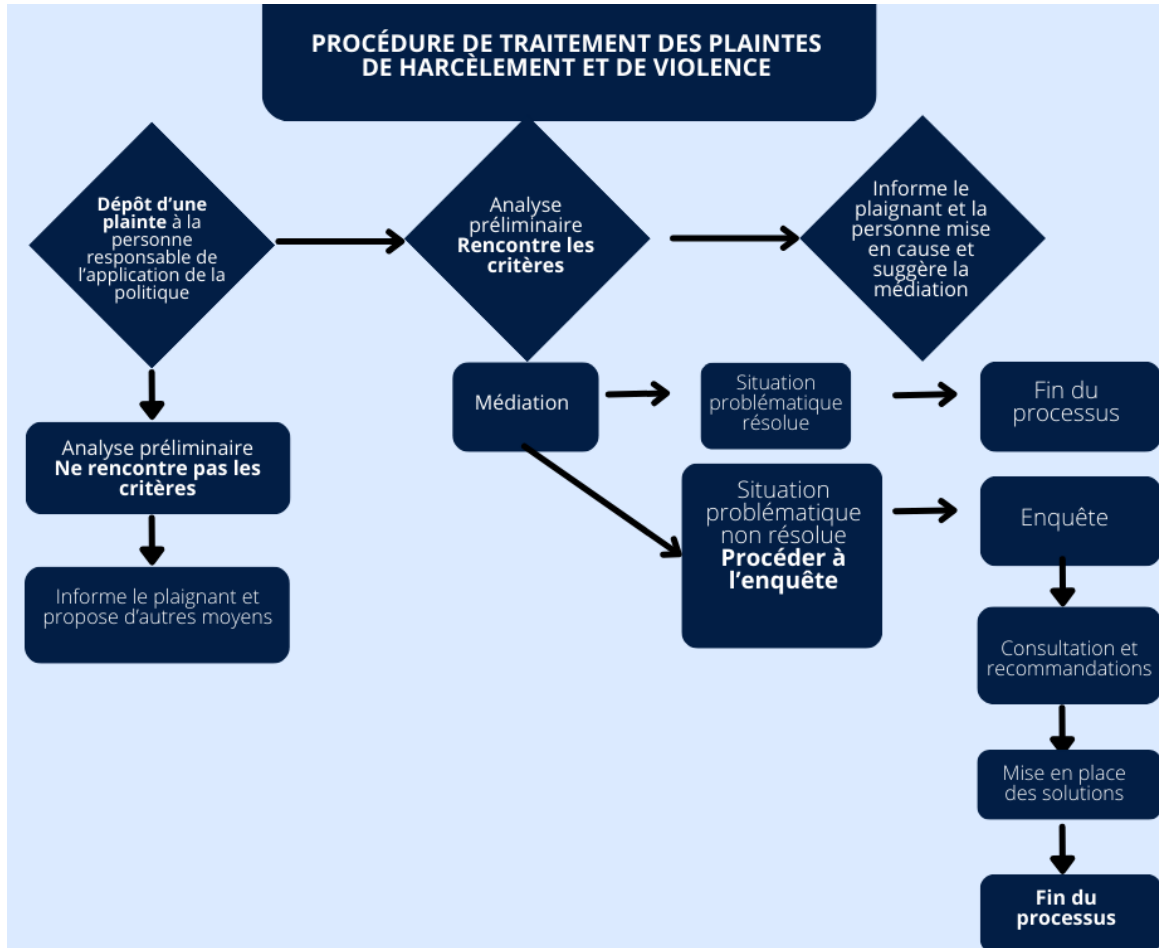 PROCÉDURE DE TRAITEMENT DES PLAINTES
DE HARCÈLEMENT ET DE VIOLENCE
Dépôt d’une
plainte à la
personne
responsable de
l’application de la
politique
Analyse
préliminaire
Rencontre les
critères
Informe le
plaignant et la
personne mise
en cause et
suggère la
médiation
Analyse préliminaire
Ne rencontre pas les
critères
Informe le plaignant et
propose d’autres moyens
Médiation
Situation
problématique
résolue
Fin du
processus
Situation
problématique
non résolue
Procéder à
l’enquête
Enquête
Consultation et
recommandations
Mise en place
des solutions
Fin du
processus